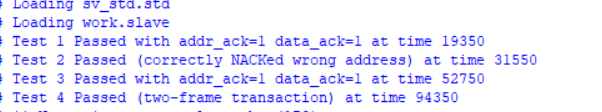 # Loading sv_std.std
# Loading work.slave
# Test 1 Passed with addr_ack=1 data_ack=1 at time 19350
# Test 2 Passed (correctly NACKed wrong address) at time 31550
# Test 3 Passed with addr_ack=1 data_ack=1 at time 52750
# Test 4 Passed (two-frame transaction) at time 94350